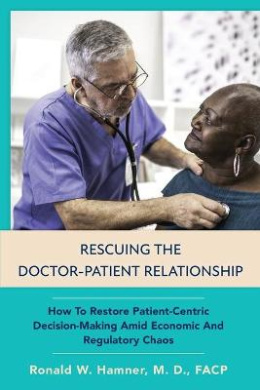 RESCUING THE
DOCTOR-PATIENT RELATIONSHIP
How To Restore Patient-Centric
Decision-Making Amid Economic And
Regulatory Chaos
Ronald W. Hamner, M. D., FACP